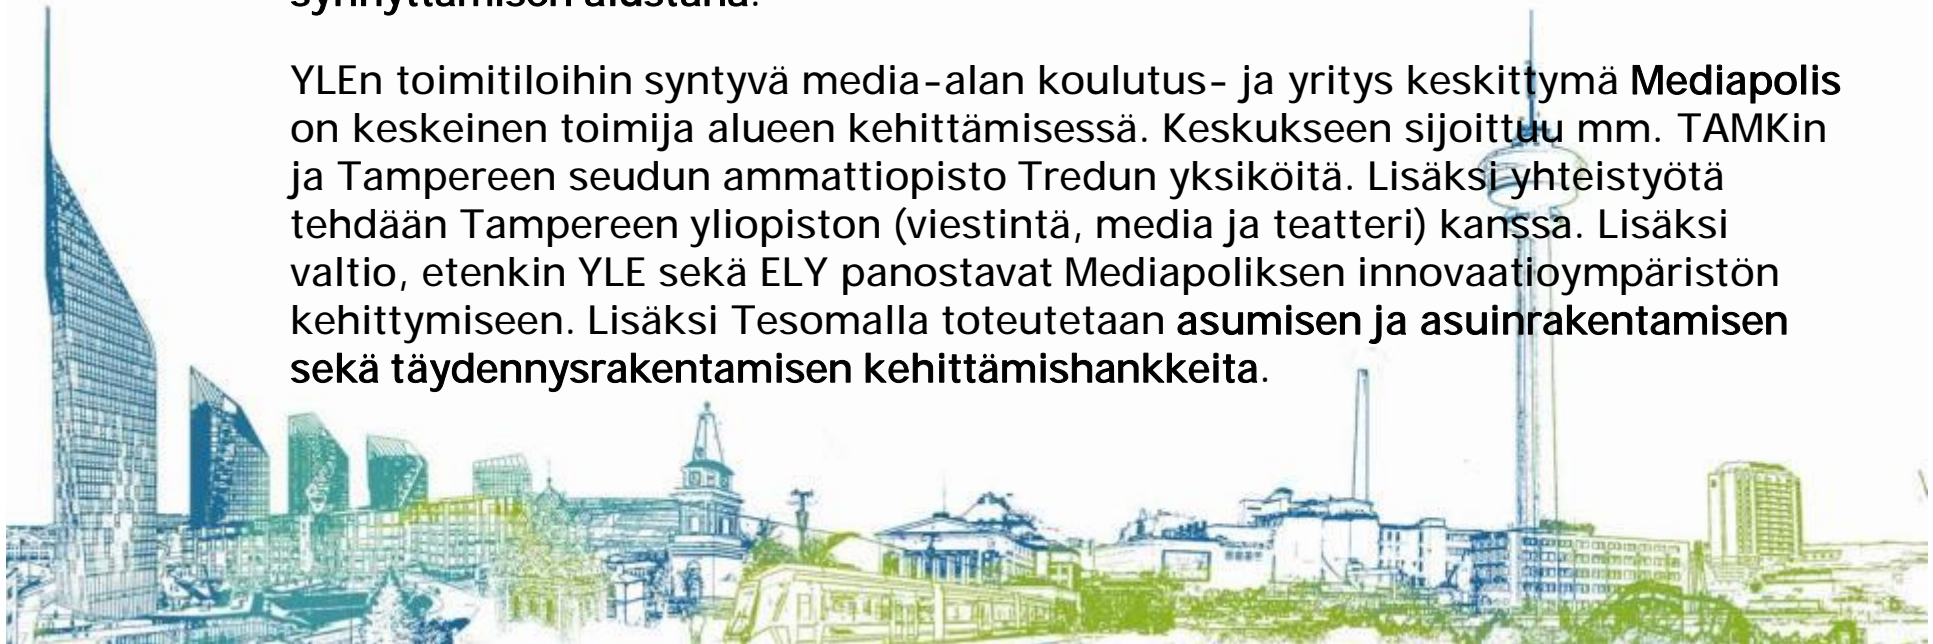 synnyttämisen alustana.
YLEn toimitiloihin syntyvä media-alan koulutus- ja yritys keskittymä Mediapolis
on keskeinen toimija alueen kehittämisessä. Keskukseen sijoittuu mm. TAMKin
ja Tampereen seudun ammattiopisto Tredun yksiköitä. Lisäksi yhteistyötä
tehdään Tampereen yliopiston (viestintä, media ja teatteri) kanssa. Lisäksi
valtio, etenkin YLE sekä ELY panostavat Mediapoliksen innovaatioympäristön
kehittymiseen. Lisäksi Tesomalla toteutetaan asumisen ja asuinrakentamisen
sekä täydennysrakentamisen kehittämishankkeita.